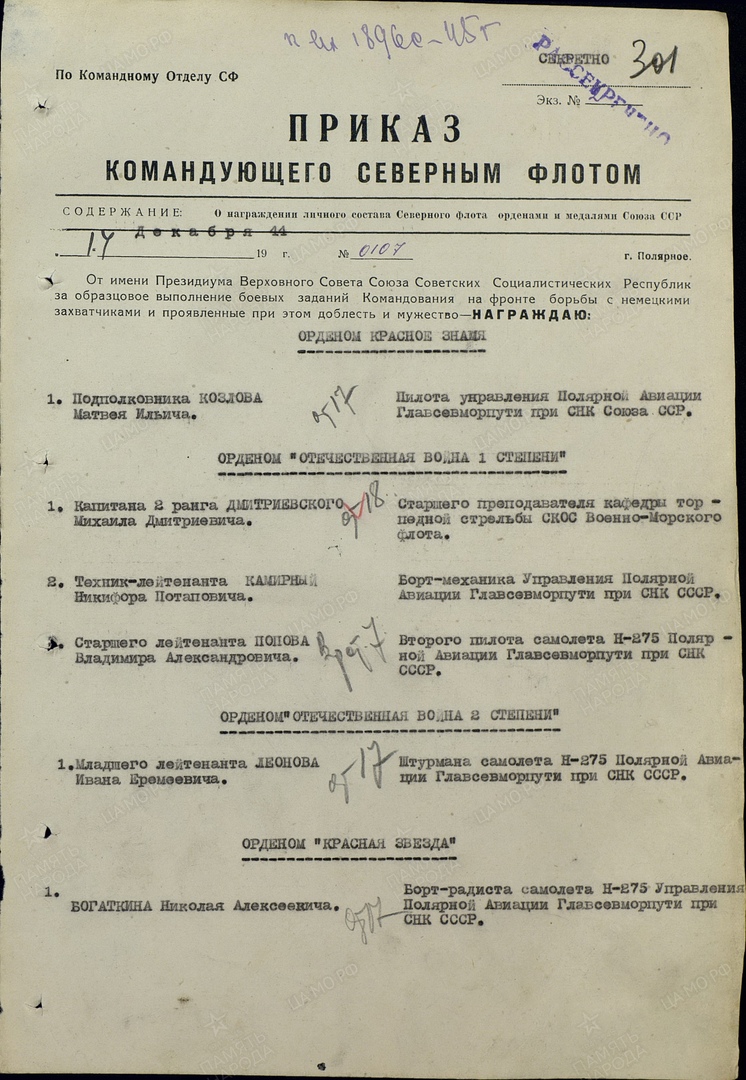 По Командному Отделу СФ
СЕКРЕТНО 301
РАССЕКРЕЧЕНО
Экз. №
ПРИКАЗ
КОМАНДУЮЩЕГО СЕВЕРНЫМ ФЛОТОМ
СОДЕРЖАНИЕ: О награждении личного состава Северного флота орденами и медалями Союза ССР
„ 14 Декабря 44
19 г. № 0107 г. Полярное.
От имени Президиума Верховного Совета Союза Советских Социалистических Республик
за образцовое выполнение боевых заданий Командования на фронте борьбы с немецкими
захватчиками и проявленные при этом доблесть и мужество—НАГРАЖДАЮ:
ОРДЕНОМ КРАСНОЕ ЗНАМЯ
1. Подполковника КОЗЛОВА Пилота управления Полярной Авиации
Матвея Ильича. Главсевморпути при СНК Союза ССР.
17
ОРДЕНОМ "ОТЕЧЕСТВЕННАЯ ВОЙНА 1 СТЕПЕНИ"
1. Капитана 2 ранга ДМИТРИЕВСКОГО Старшего преподавателя кафедры тор -
Михаила Дмитриевича. 18 педной стрельбы СКОС Военно-Морского
флота.
2. Техник-лейтенанта КАМИРНЫЙ Борт-механика Управления Полярной
Никифора Потаповича. Авиации Главсевморпути при СНК СССР.
3. Старшего лейтенанта ПОПОВА Второго пилота самолета Н-275 Поляр -
Владимира Александровича. 7 ной Авиации Главсевморпути при СНК
СССР.
ОРДЕНОМ"ОТЕЧЕСТВЕННАЯ ВОЙНА 2 СТЕПЕНИ"
1.Младшего лейтенанта ЛЕОНОВА Штурмана самолета Н-275 Полярной Авиа-
Ивана Еремеевича. 17 ции Главсевморпути при СНК СССР.
ОРДЕНОМ "КРАСНАЯ ЗВЕЗДА"
1. Борт-радиста самолета Н-275 Управления
БОГАТКИНА Николая Алексеевича. 17 Полярной Авиации Главсевморпути при
СНК СССР.